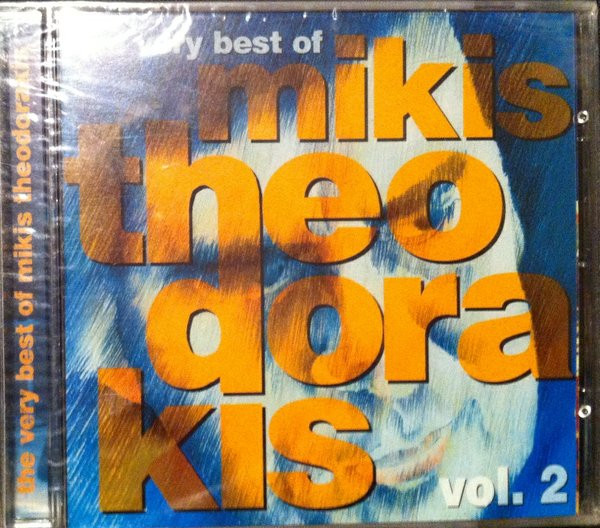 the very best of mikis theodorakis
very best of
mikis
theo
dora
kis
vol. 2